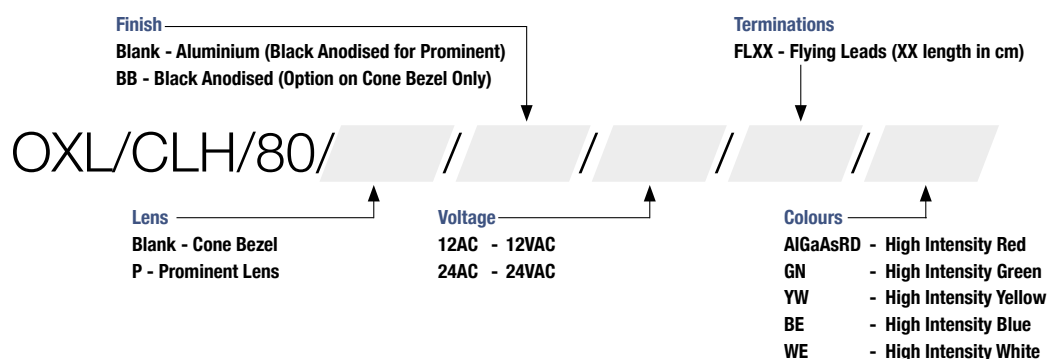 Finish
Blank - Aluminium (Black Anodised for Prominent)
BB - Black Anodised (Option on Cone Bezel Only)
Terminations
FLXX - Flying Leads (XX length in cm)
OXL/CLH/80/ / / / /
Lens
Blank - Cone Bezel
P - Prominent Lens
Voltage
12AC - 12VAC
24AC - 24VAC
Colours
AlGaAsRD - High Intensity Red
GN - High Intensity Green
YW - High Intensity Yellow
BE - High Intensity Blue
WE - High Intensity White